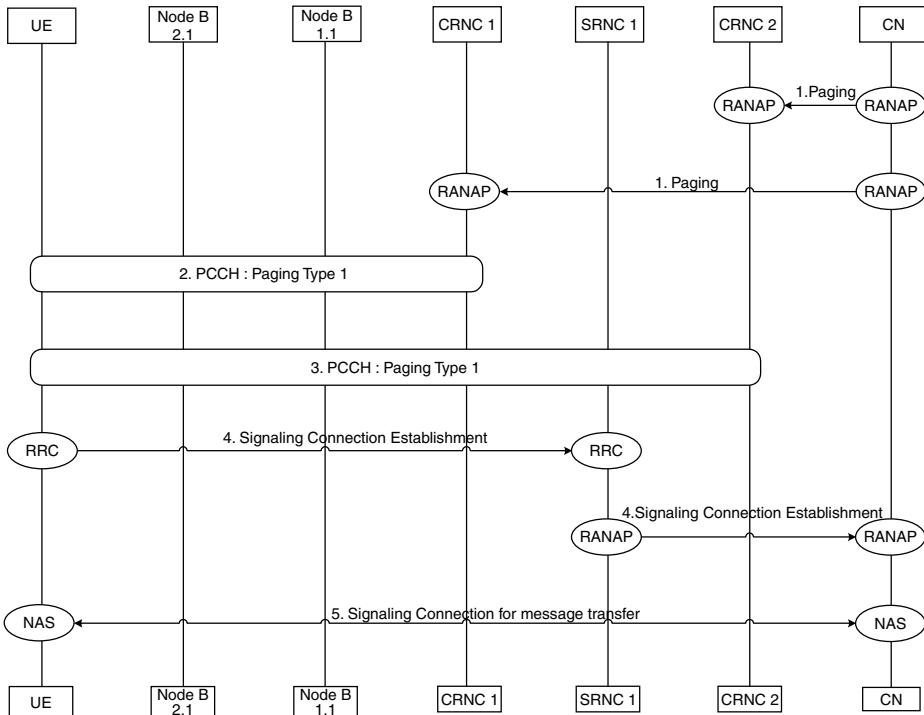 UE
Node B
2.1
Node B
1.1
CRNC 1
SRNC 1
CRNC 2
CN
1.Paging
RANAP
RANAP
1. Paging
RANAP
RANAP
2. PCCH : Paging Type 1
3. PCCH : Paging Type 1
4. Signaling Connection Establishment
RRC
RRC
4.Signaling Connection Establishment
RANAP
RANAP
5. Signaling Connection for message transfer
NAS
NAS
UE
Node B
2.1
Node B
1.1
CRNC 1
SRNC 1
CRNC 2
CN